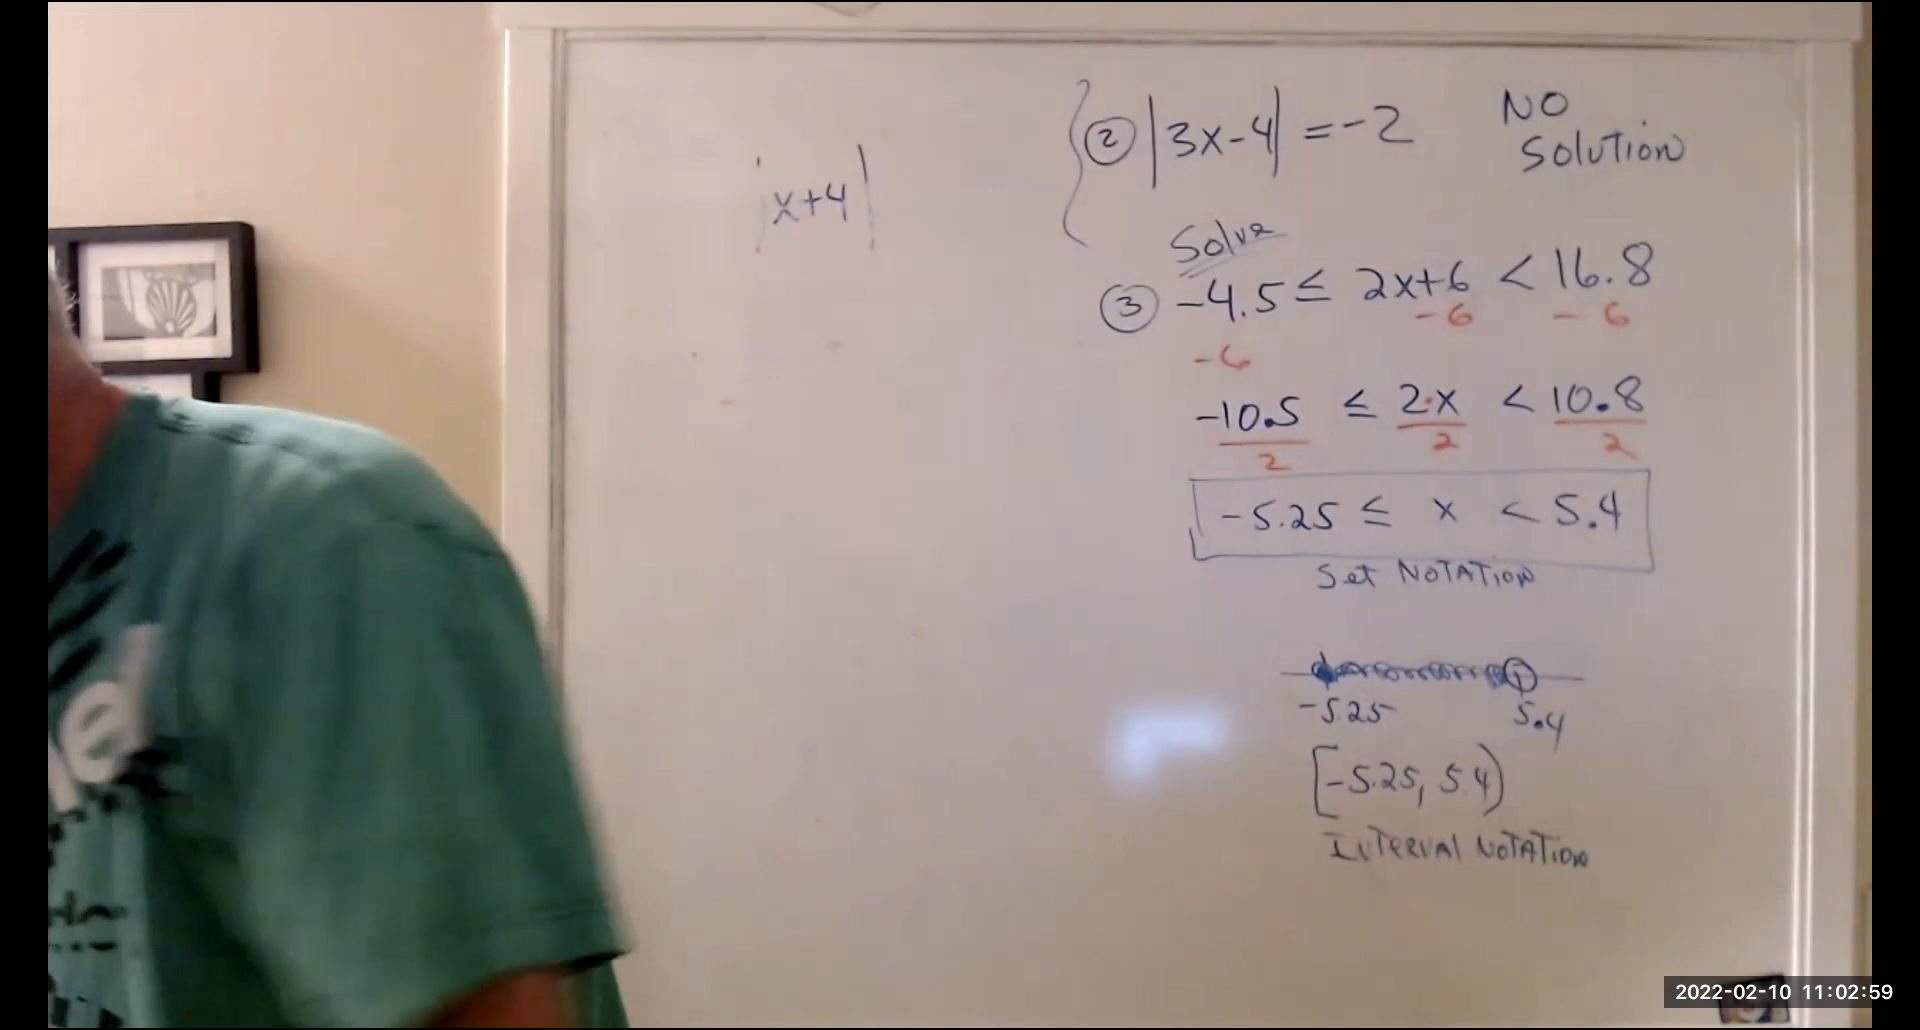 |x+4|
② |3x-4| = -2 NO
Solution
Solve
③ -4.5 ≤ 2x+6 < 16.8
-6 -6
-6
-10.5 ≤ 2·x < 10.8
2 2 2
-5.25 ≤ x < 5.4
Set NOTATION
-5.25 5.4
[-5.25, 5.4)
INTERVAL NOTATION
2022-02-10 11:02:59